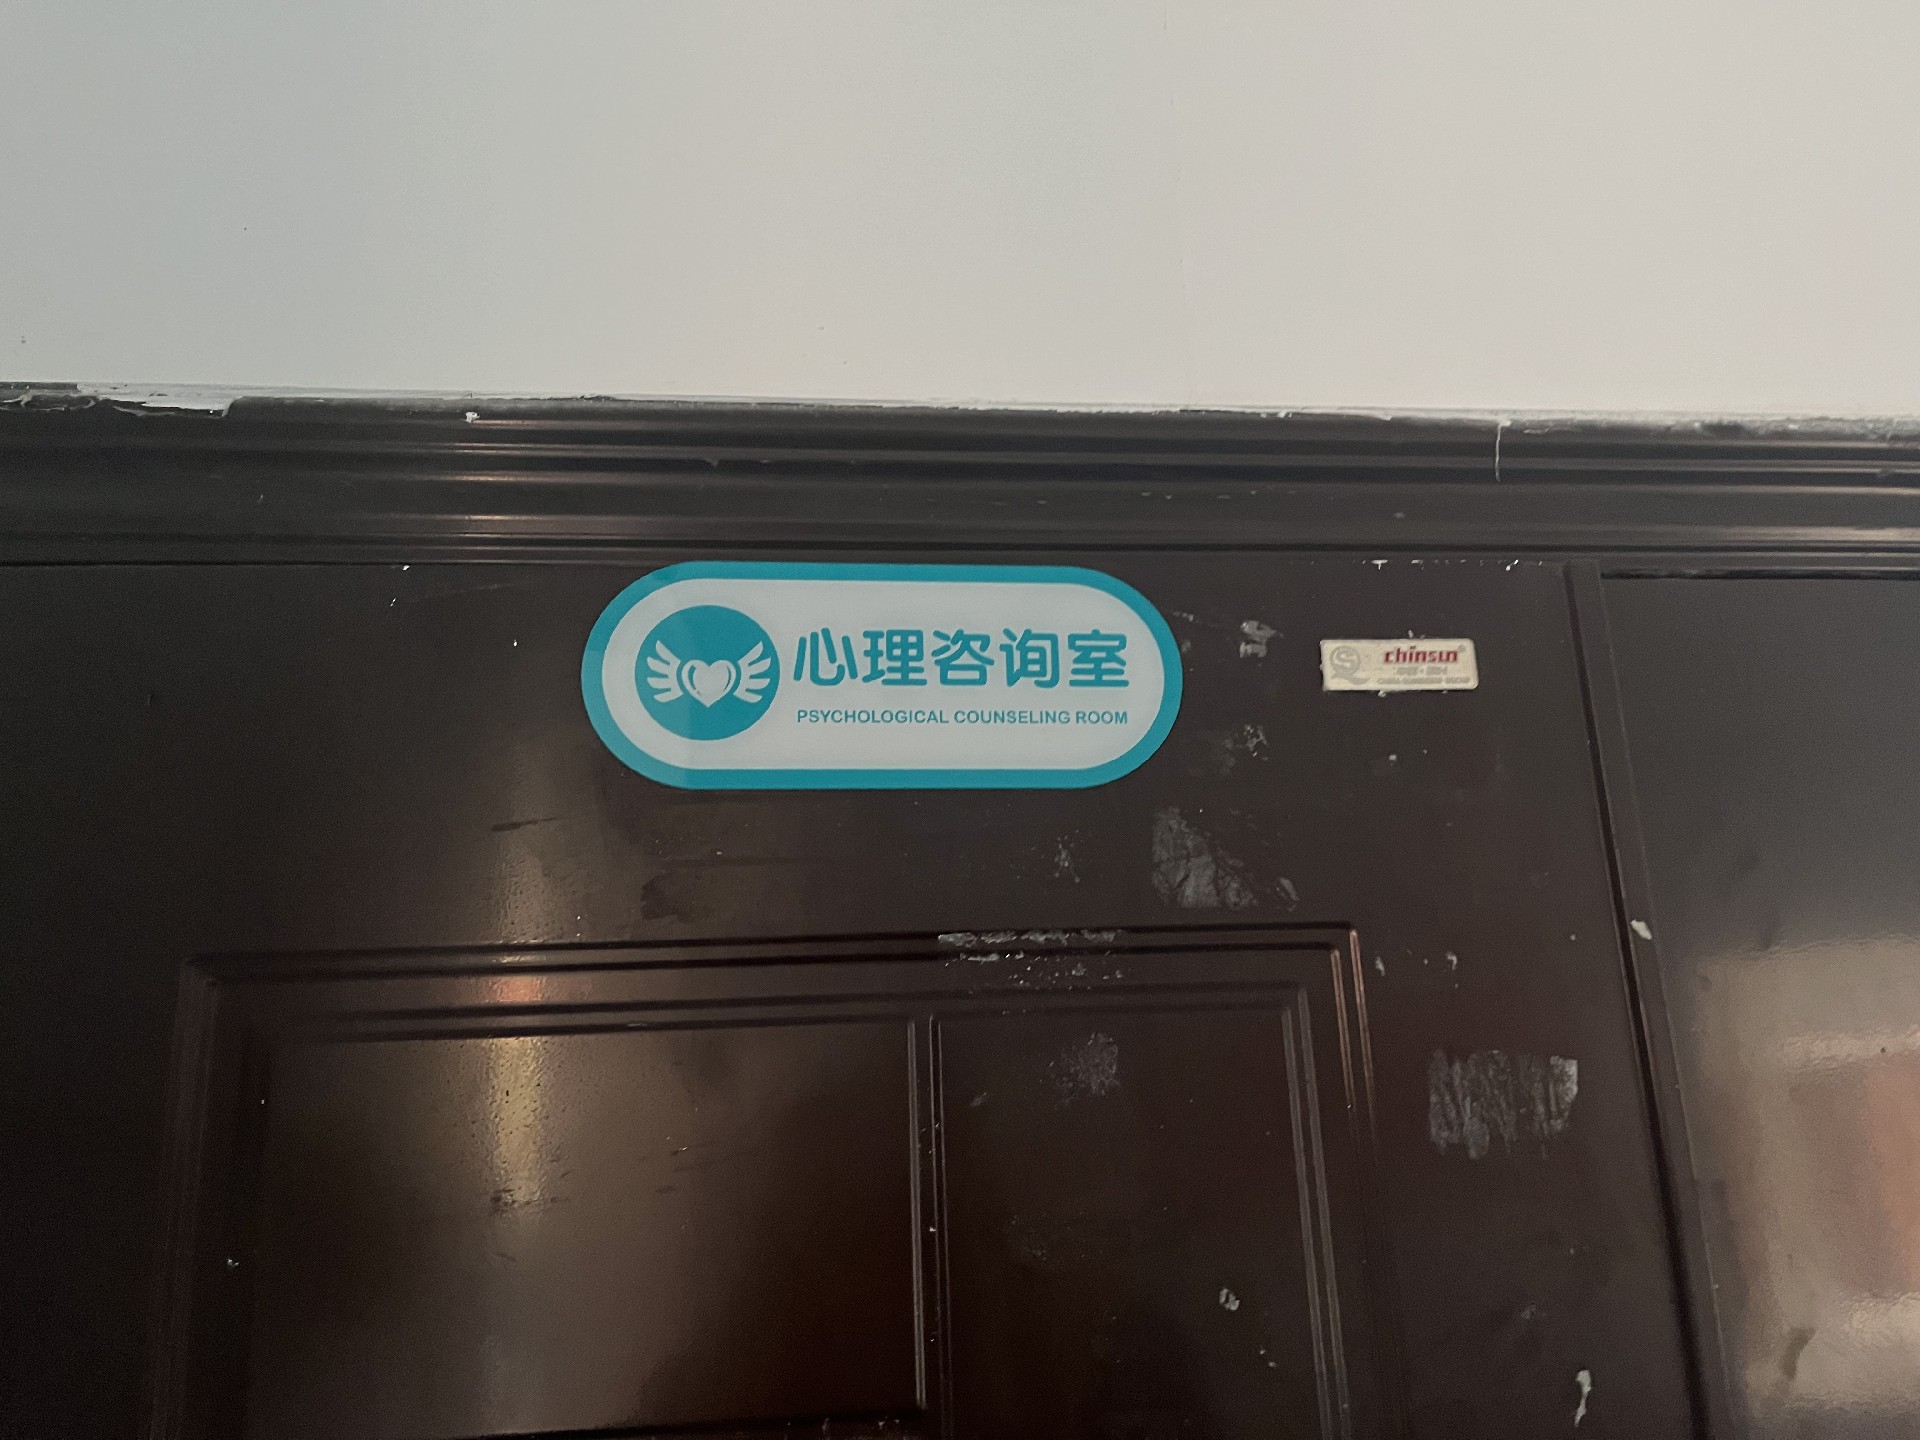 心理咨询室
PSYCHOLOGICAL COUNSELING ROOM
chinsun®